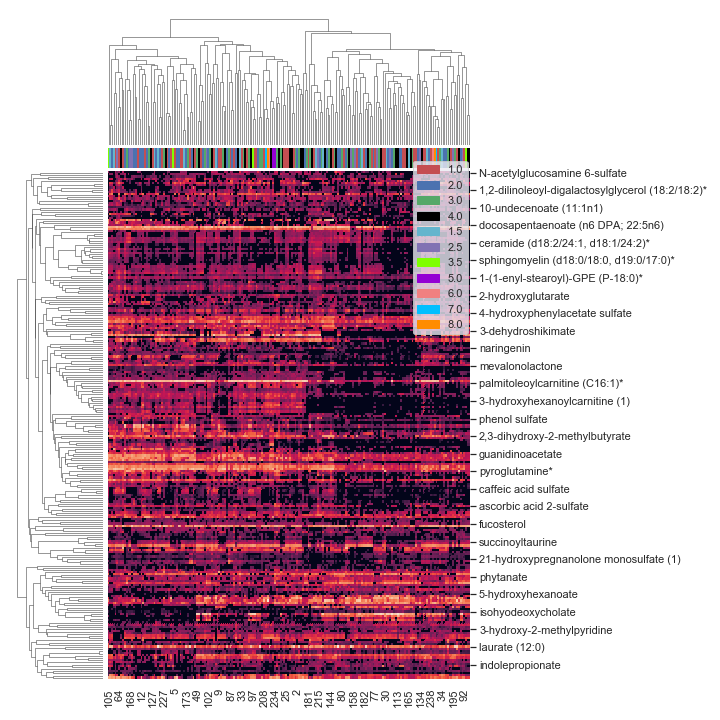 1.0
2.0
3.0
4.0
1.5
2.5
3.5
5.0
6.0
7.0
8.0
N-acetylglucosamine 6-sulfate
1,2-dilinoleoyl-digalactosylglycerol (18:2/18:2)*
10-undecenoate (11:1n1)
docosapentaenoate (n6 DPA; 22:5n6)
ceramide (d18:2/24:1, d18:1/24:2)*
sphingomyelin (d18:0/18:0, d19:0/17:0)*
1-(1-enyl-stearoyl)-GPE (P-18:0)*
2-hydroxyglutarate
4-hydroxyphenylacetate sulfate
3-dehydroshikimate
naringenin
mevalonolactone
palmitoleoylcarnitine (C16:1)*
3-hydroxyhexanoylcarnitine (1)
phenol sulfate
2,3-dihydroxy-2-methylbutyrate
guanidinoacetate
pyroglutamine*
caffeic acid sulfate
ascorbic acid 2-sulfate
fucosterol
succinoyltaurine
21-hydroxypregnanolone monosulfate (1)
phytanate
5-hydroxyhexanoate
isohyodeoxycholate
3-hydroxy-2-methylpyridine
laurate (12:0)
indolepropionate
105 64 168 12 127 227 5 173 49 102 9 87 33 97 208 234 25 2 181 215 144 80 158 182 77 30 113 165 134 238 34 195 92